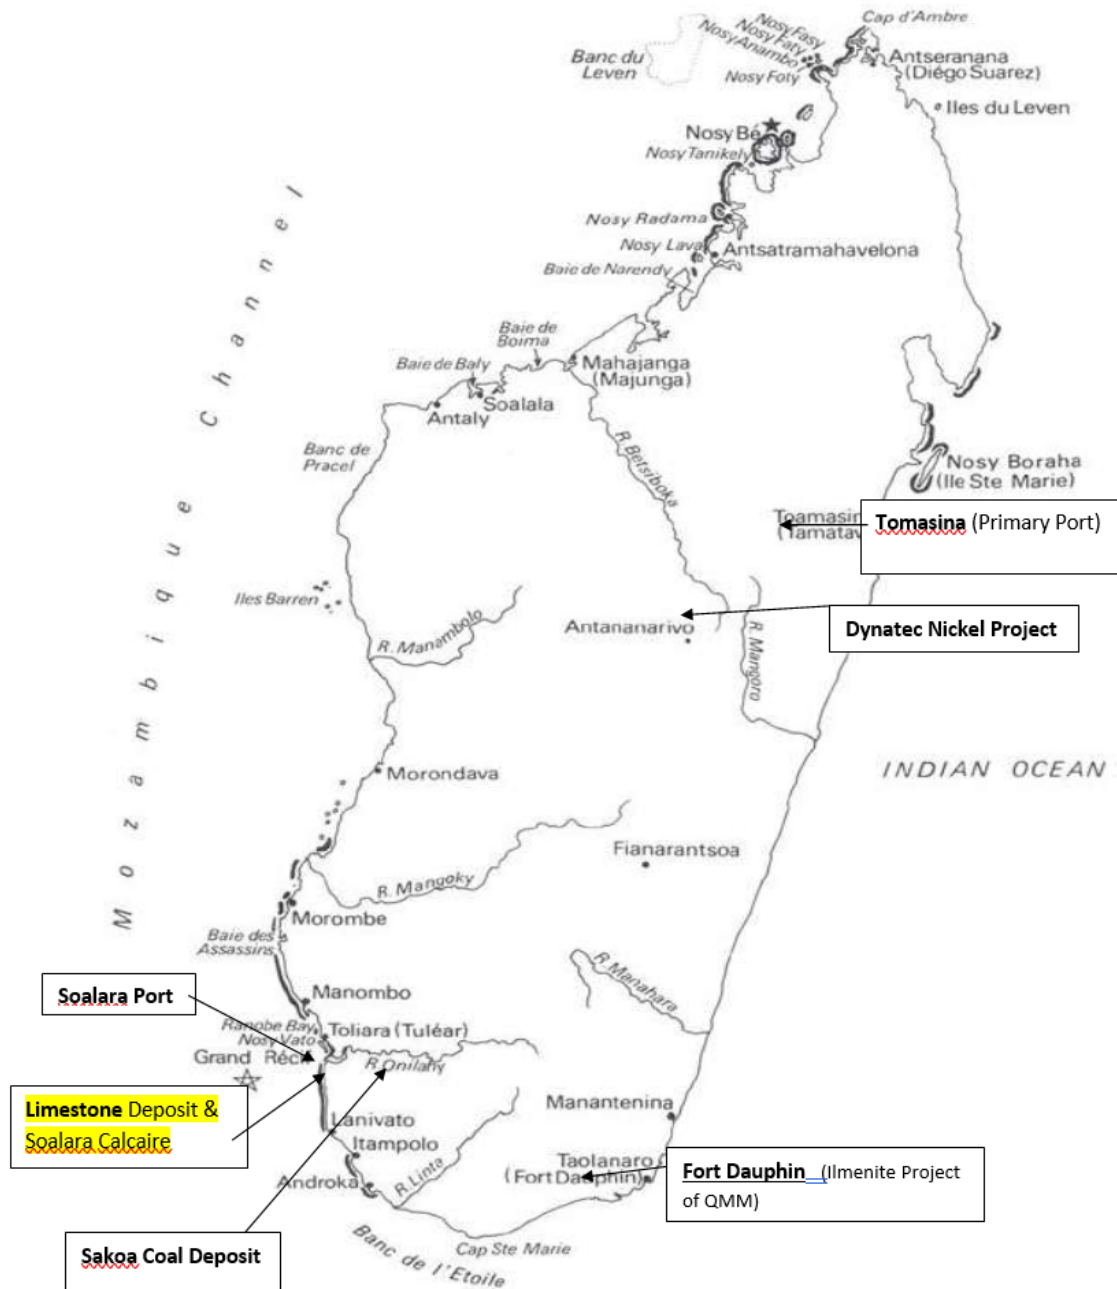 Cap d'Ambre
Nosy Fasy
Nosy Faty
Nosy Anambo
Nosy Foty
Banc du
Leven
Antseranana
(Diégo Suarez)
Iles du Leven
Nosy Bé
Nosy Tanikely
Nosy Radama
Nosy Lava
Antsatramahavelona
Baie de Narendy
Baie de
Boima
Baie de Baly
Mahajanga
(Majunga)
Soalala
Antaly
Banc de
Pracel
R. Betsiboka
Nosy Boraha
(Ile Ste Marie)
Toamasin
(Tamatav
Tomasina (Primary Port)
Mozambique Channel
Iles Barren
R. Manambolo
Antananarivo
R. Mangoro
Dynatec Nickel Project
INDIAN OCEAN
Morondava
Fianarantsoa
R. Mangoky
Morombe
Baie des
Assassins
R. Manahara
Soalara Port
Manombo
Ranobe Bay
Nosy Vato
Toliara (Tuléar)
Grand Réci
R. Onilahy
Limestone Deposit &
Soalara Calcaire
Lanivato
Itampolo
Androka
R. Linta
Manantenina
Taolanaro
(Fort Dauphin)
Fort Dauphin (Ilmenite Project
of QMM)
Sakoa Coal Deposit
Banc de l'Etoile
Cap Ste Marie